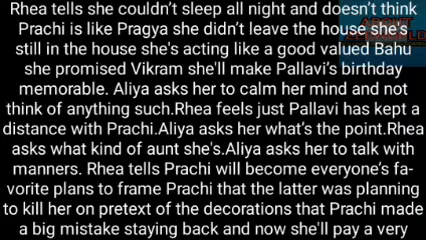 Rhea tells she couldn't sleep all night and doesn't think
Prachi is like Pragya she didn't leave the house she's
still in the house she's acting like a good valued Bahu
she promised Vikram she'll make Pallavi's birthday
memorable. Aliya asks her to calm her mind and not
think of anything such.Rhea feels just Pallavi has kept a
distance with Prachi.Aliya asks her what's the point.Rhea
asks what kind of aunt she's.Aliya asks her to talk with
manners. Rhea tells Prachi will become everyone's fa-
vorite plans to frame Prachi that the latter was planning
to kill her on pretext of the decorations that Prachi made
a big mistake staying back and now she'll pay a very